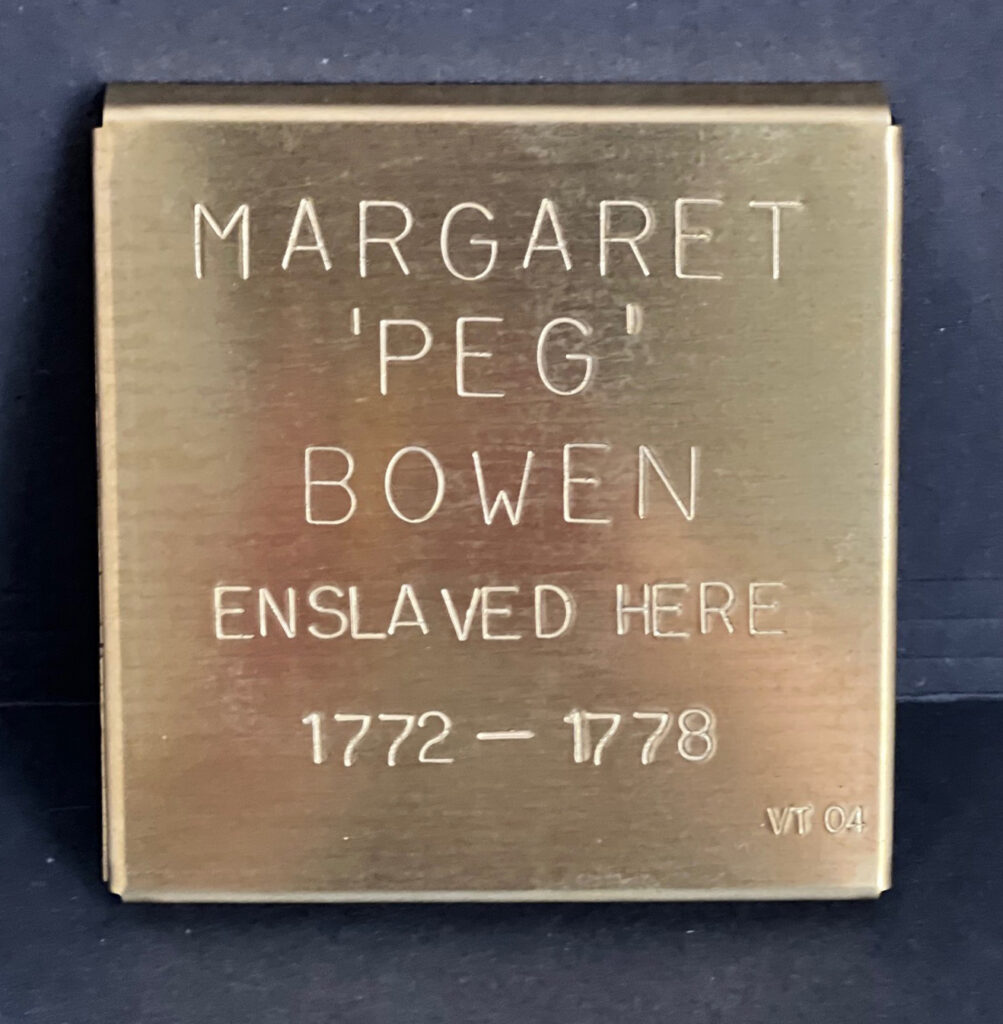 MARGARET
'PEG'
BOWEN
ENSLAVED HERE
1772 – 1778
VT 04